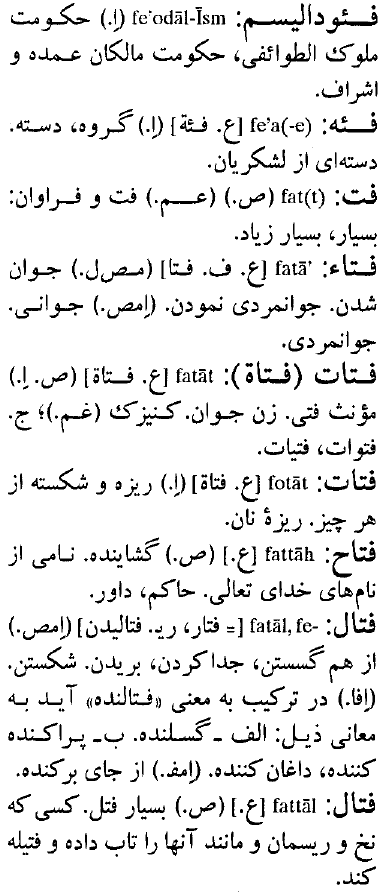 فئودالیسم: fe'odāl-Īsm (اِ.) حکومت
ملوک الطوائفی، حکومت مالکان عمده و
اشراف.
فئه: fe'a(-e) [ع. فئة] (اِ.) گروه، دسته.
دسته‌ای از لشکریان.
فت: fat(t) (ص.) (عم.) فت و فراوان:
بسیار، بسیار زیاد.
فتاء: fatā' [ع. ف. فتا] (مص‌ل.) جوان
شدن. جوانمردی نمودن. (اِمص.) جوانی.
جوانمردی.
فتات (فتاة): fatāt [ع. فتاة] (ص. اِ.)
مؤنث فتی. زن جوان. کنیزک (غم.)؛ ج.
فتوات، فتیات.
فتات: fotāt [ع. فتاة] (اِ.) ریزه و شکسته از
هر چیز. ریزهٔ نان.
فتاح: fattāh [ع.] (ص.) گشاینده. نامی از
نام‌های خدای تعالی. حاکم، داور.
فتال: fatāl, fe- [= فتار، ریـ. فتالیدن] (اِمص.)
از هم گسستن، جدا کردن، بریدن. شکستن.
(اِفا.) در ترکیب به معنی «فتالنده» آید به
معانی ذیل: الف ـ گسلنده. ب ـ پراکنده
کننده، داغان کننده. (اِمفـ.) از جای برکنده.
فتال: fattāl [ع.] (ص.) بسیار فتل. کسی که
نخ و ریسمان و مانند آنها را تاب داده و فتیله
کند.